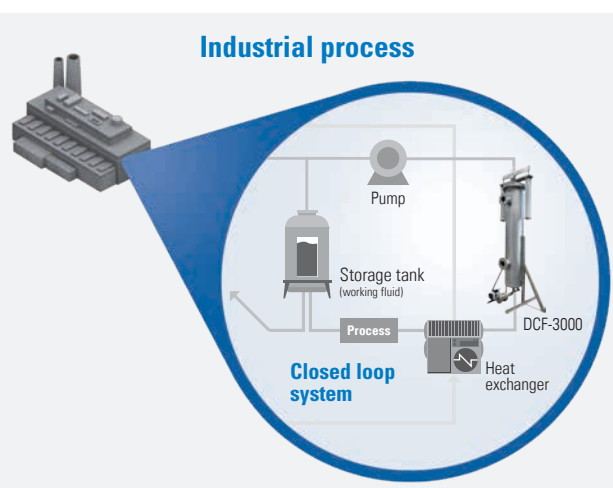 Industrial process
Pump
Storage tank
(working fluid)
DCF-3000
Process
Heat
exchanger
Closed loop
system